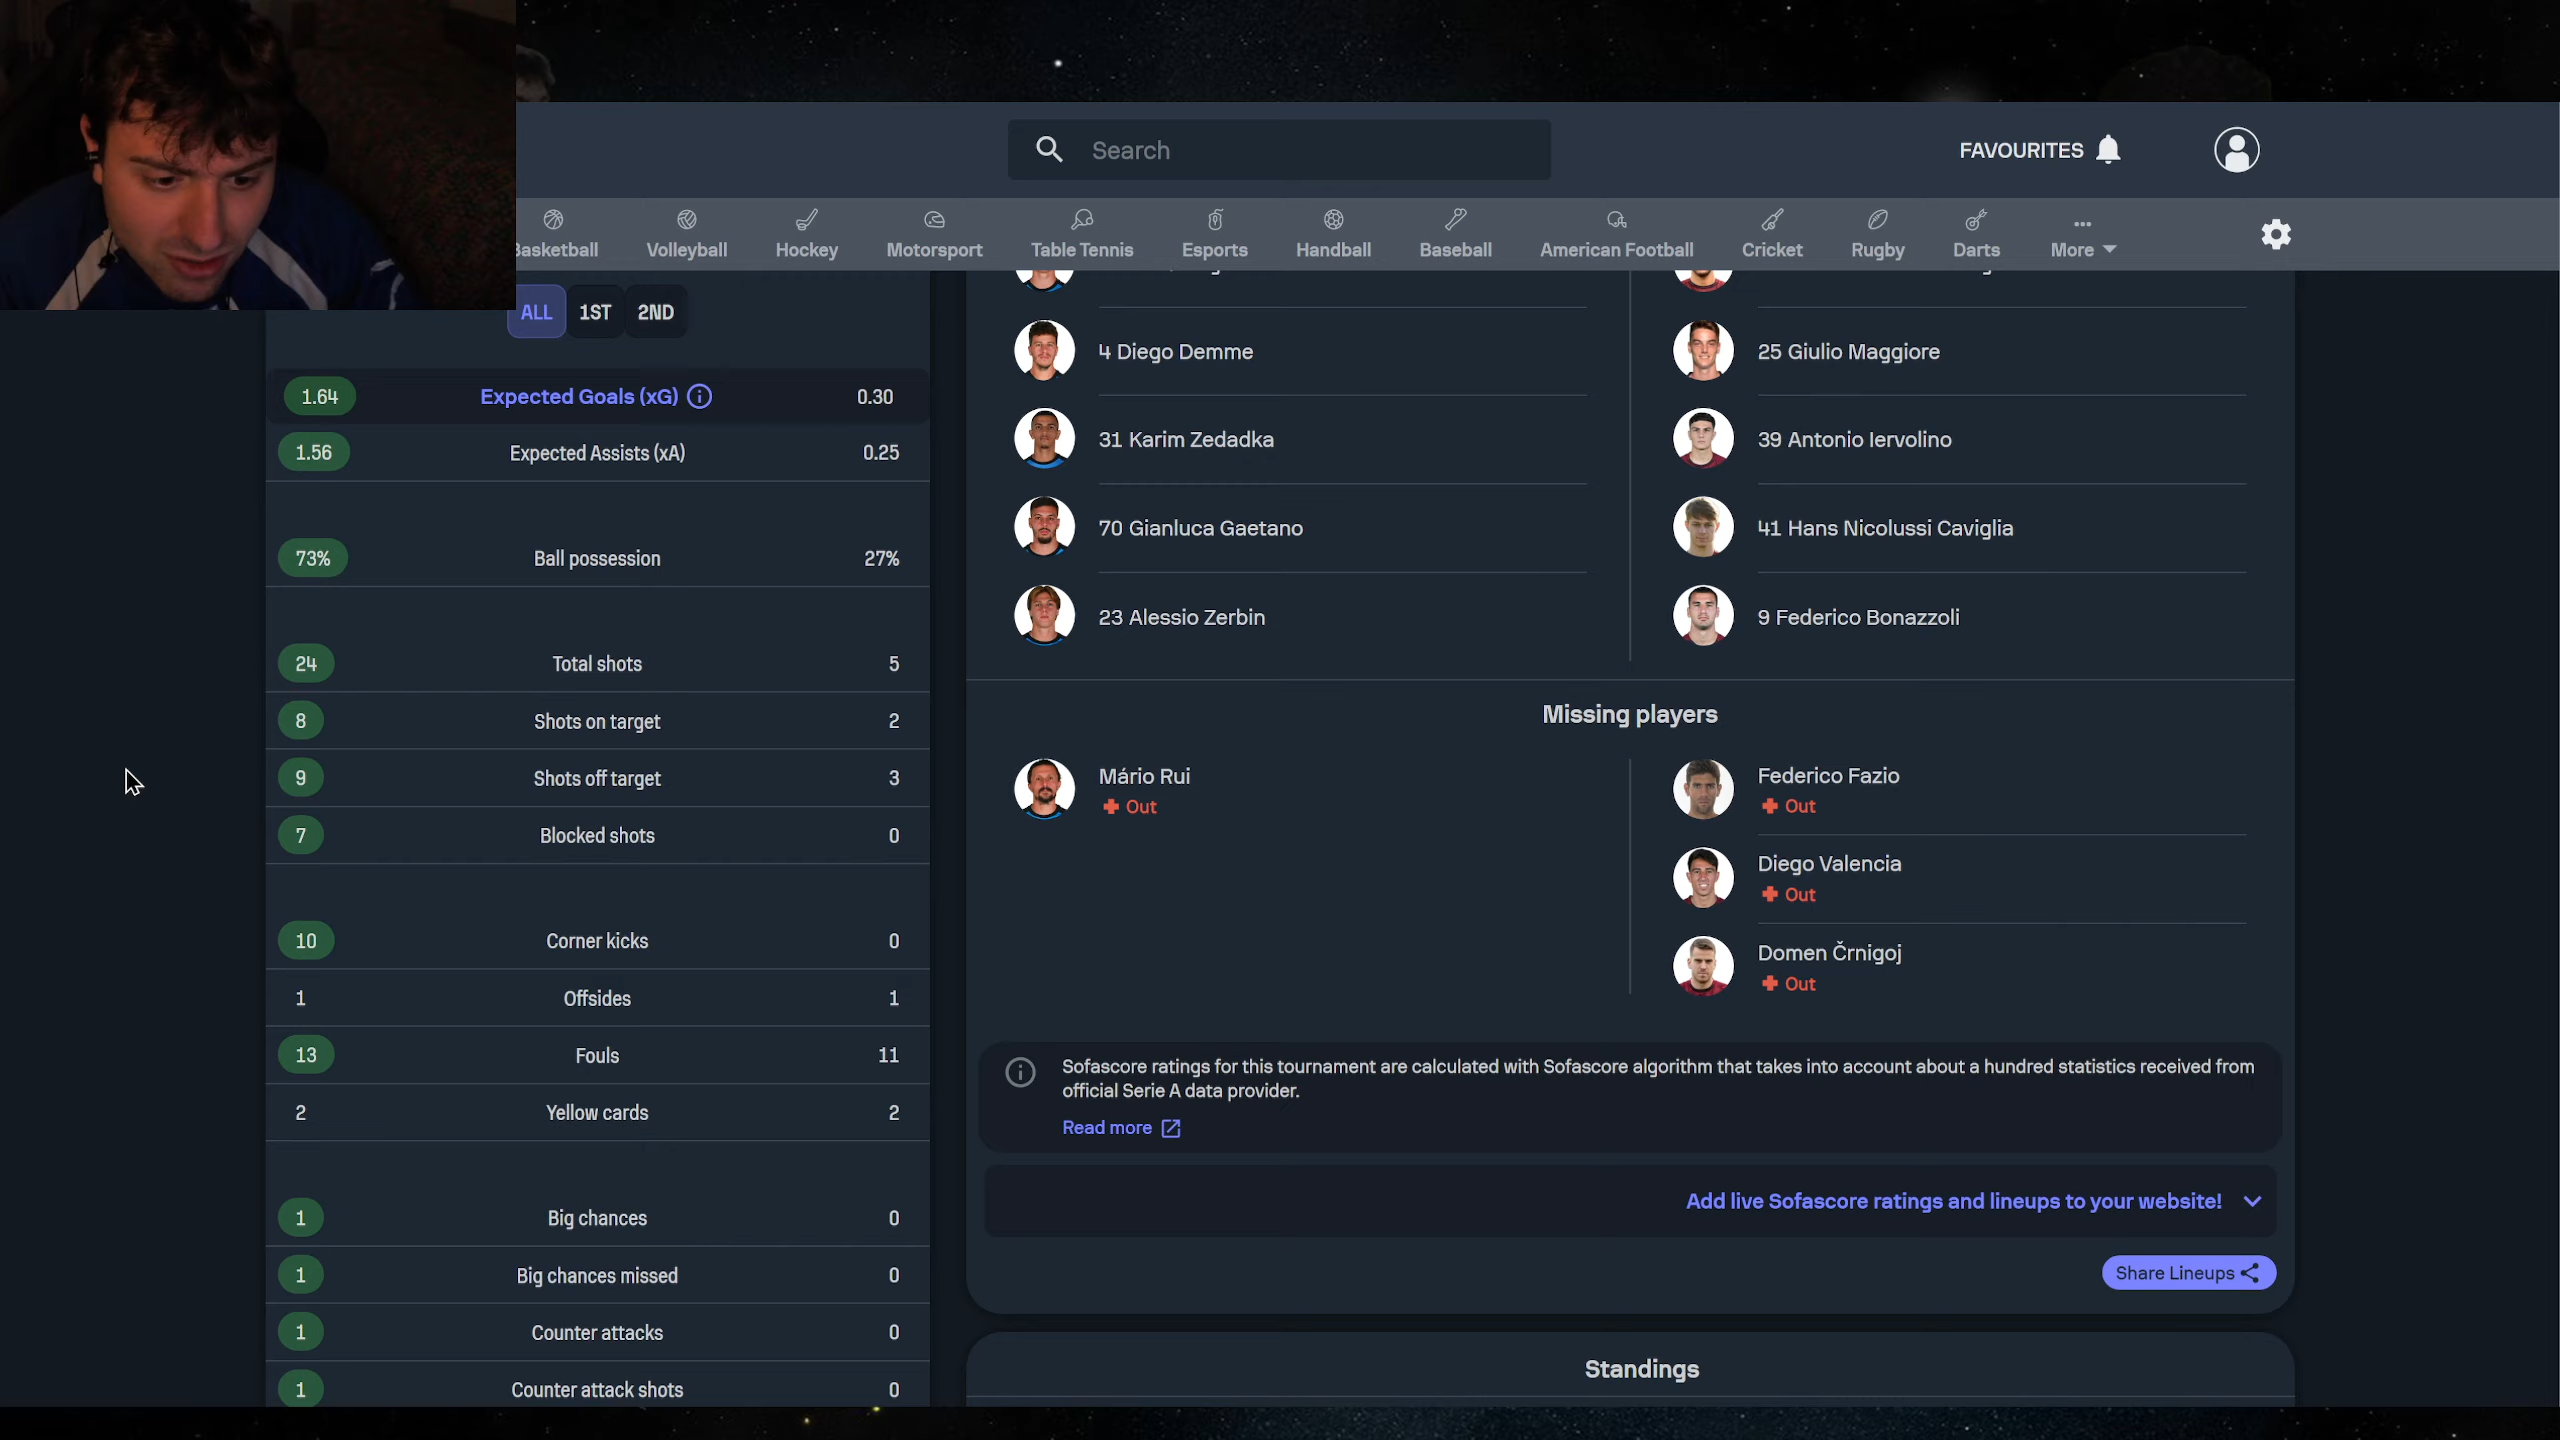 Search
FAVOURITES
Basketball
Volleyball
Hockey
Motorsport
Table Tennis
Esports
Handball
Baseball
American Football
Cricket
Rugby
Darts
More
ALL 1ST 2ND
1.64 Expected Goals (xG) 0.30
1.56 Expected Assists (xA) 0.25
73% Ball possession 27%
24 Total shots 5
8 Shots on target 2
9 Shots off target 3
7 Blocked shots 0
10 Corner kicks 0
1 Offsides 1
13 Fouls 11
2 Yellow cards 2
1 Big chances 0
1 Big chances missed 0
1 Counter attacks 0
1 Counter attack shots 0
4 Diego Demme
31 Karim Zedadka
70 Gianluca Gaetano
23 Alessio Zerbin
25 Giulio Maggiore
39 Antonio Iervolino
41 Hans Nicolussi Caviglia
9 Federico Bonazzoli
Missing players
Mário Rui
Out
Federico Fazio
Out
Diego Valencia
Out
Domen Črnigoj
Out
Sofascore ratings for this tournament are calculated with Sofascore algorithm that takes into account about a hundred statistics received from
official Serie A data provider.
Read more
Add live Sofascore ratings and lineups to your website!
Share Lineups
Standings